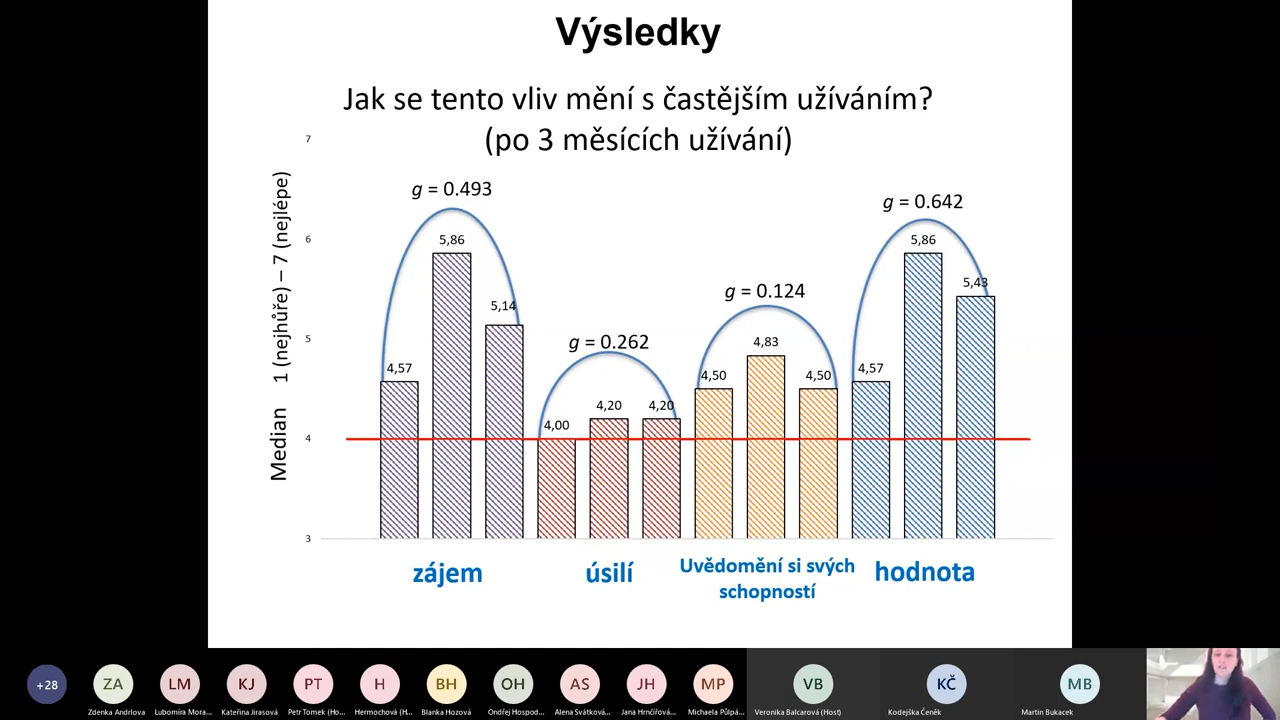 Výsledky
Jak se tento vliv mění s častějším užíváním?
(po 3 měsících užívání)
Median 1 (nejhůře) – 7 (nejlépe)
7
6
5
4
3
g = 0.493
g = 0.262
g = 0.124
g = 0.642
4,57
5,86
5,14
4,00
4,20
4,20
4,50
4,83
4,50
4,57
5,86
5,43
zájem
úsilí
Uvědomění si svých
schopností
hodnota
+28
ZA
LM
KJ
PT
H
BH
OH
AS
JH
MP
VB
KČ
MB
Zdenka Andrlova
Lubomíra Mora...
Kateřina Jirasová
Petr Tomek (Ho...
Hermochová (H...
Blanka Hozová
Ondřej Hospod...
Alena Svátková...
Jana Hrnčířová...
Michaela Půlpá...
Veronika Balcarová (Host)
Kodejška Čeněk
Martin Bukacek